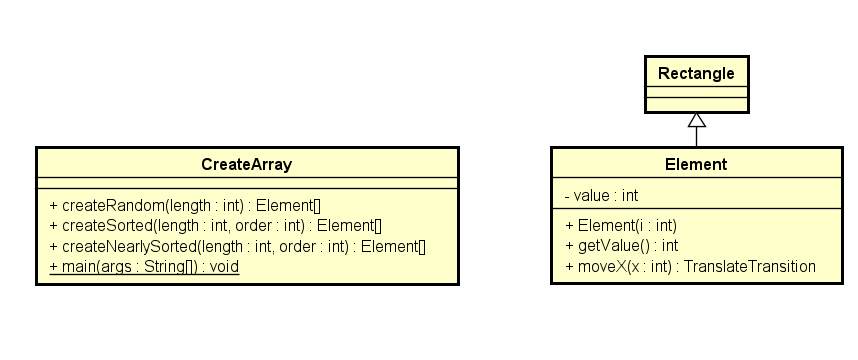 Rectangle
CreateArray
+ createRandom(length : int) : Element[]
+ createSorted(length : int, order : int) : Element[]
+ createNearlySorted(length : int, order : int) : Element[]
+ main(args : String[]) : void
Element
- value : int
+ Element(i : int)
+ getValue() : int
+ moveX(x : int) : TranslateTransition